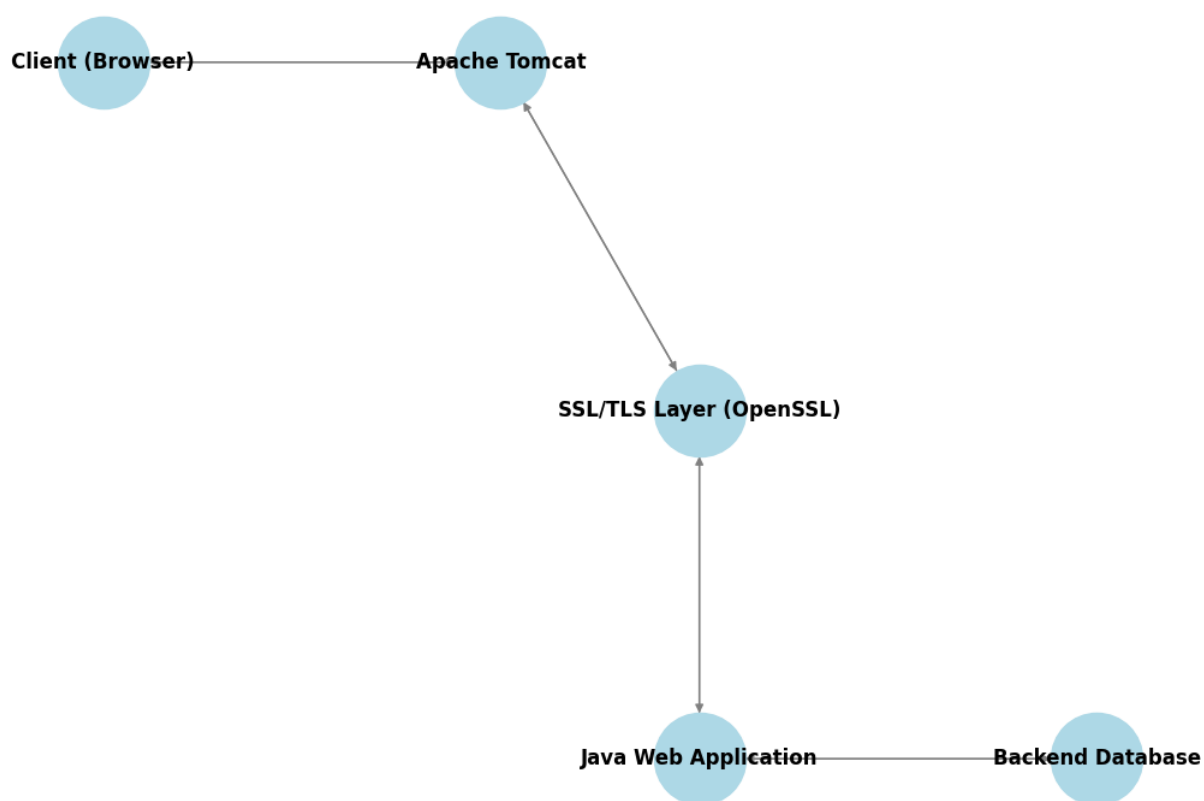 Client (Browser)
Apache Tomcat
SSL/TLS Layer (OpenSSL)
Java Web Application
Backend Database